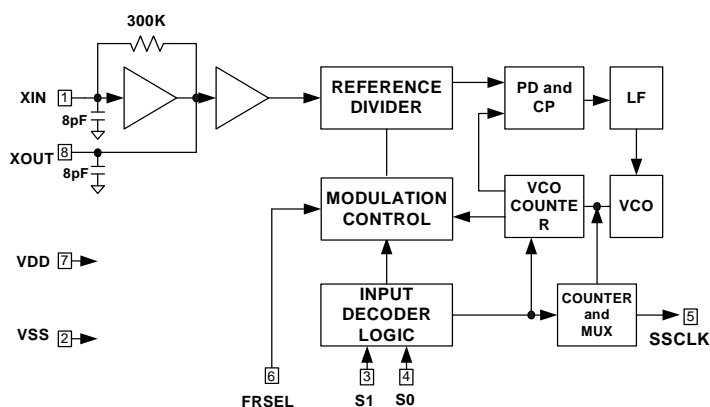 300K
XIN
1
8pF
XOUT
8
8pF
REFERENCE
DIVIDER
PD and
CP
LF
MODULATION
CONTROL
VCO
COUNTE
R
VCO
VDD
7
VSS
2
INPUT
DECODER
LOGIC
COUNTER
and
MUX
5
SSCLK
6
FRSEL
3
S1
4
S0